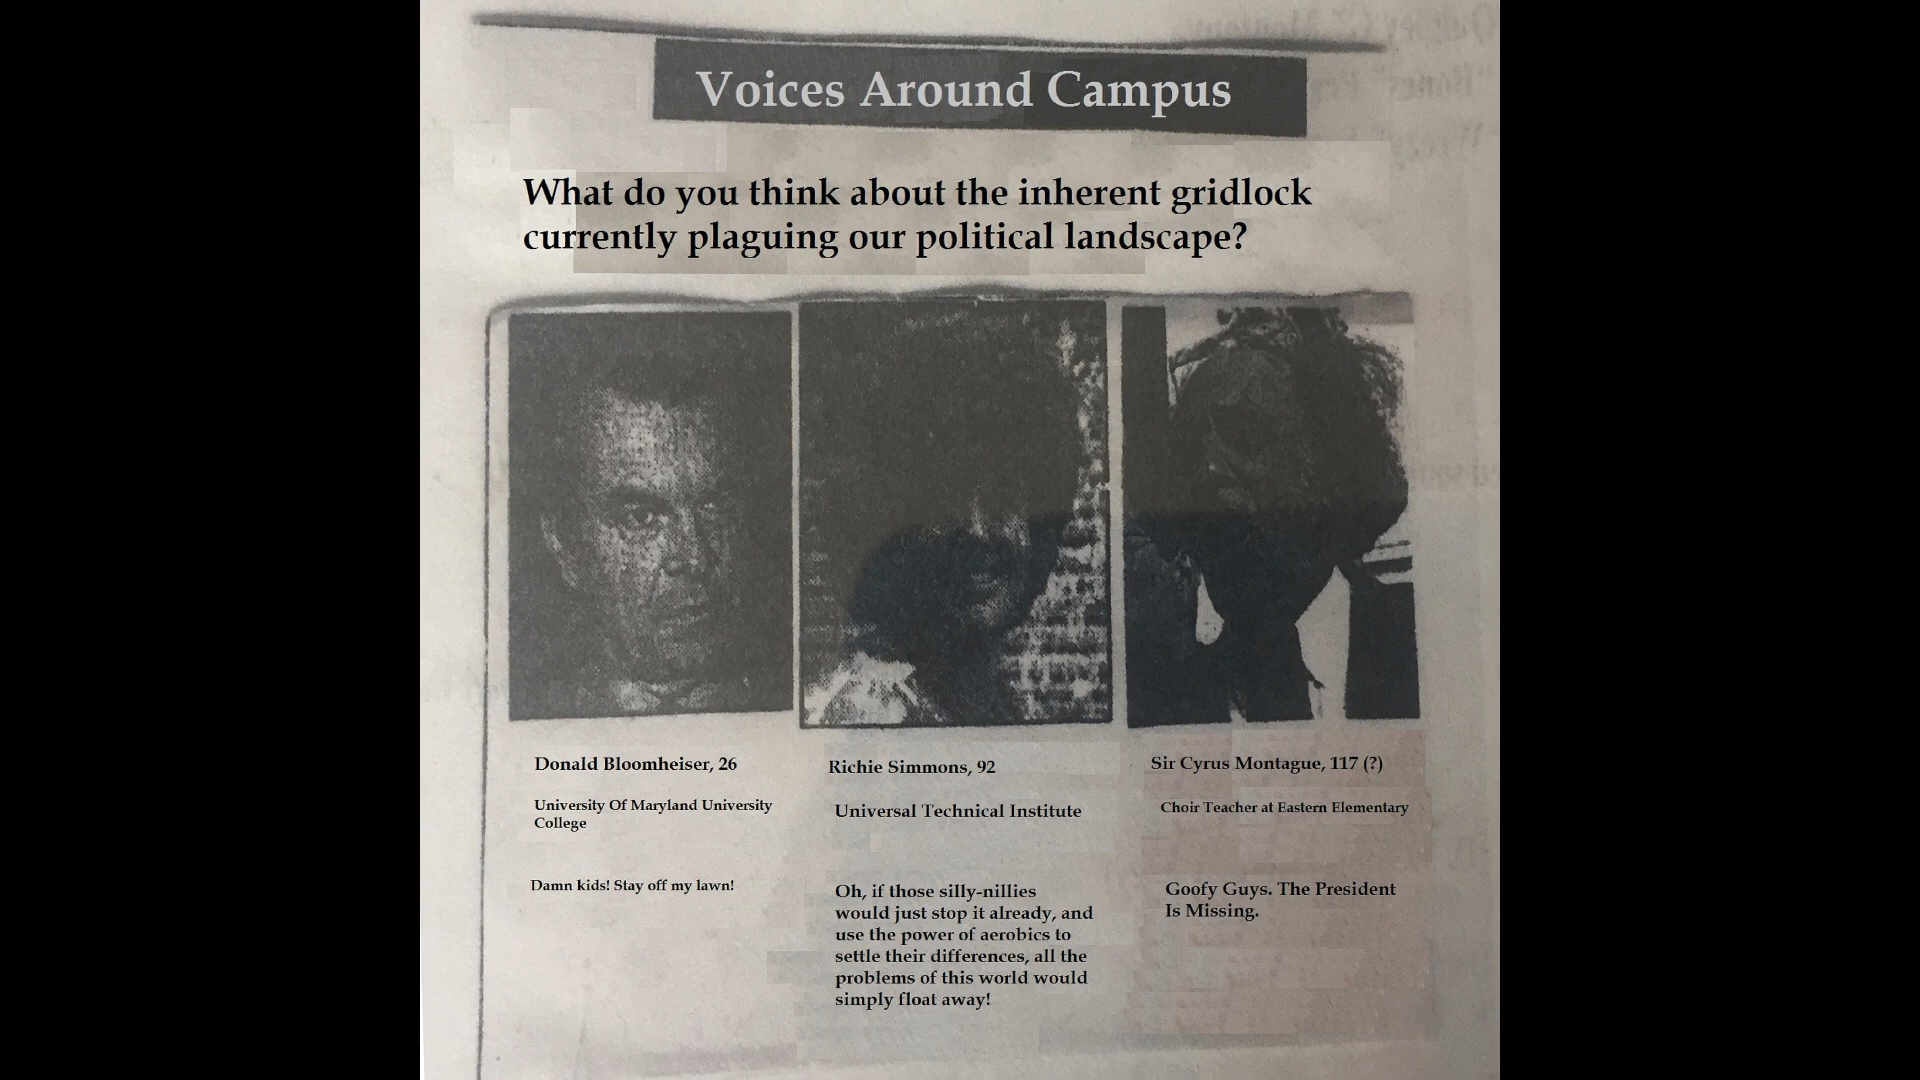 Voices Around Campus
What do you think about the inherent gridlock
currently plaguing our political landscape?
Donald Bloomheiser, 26
University Of Maryland University
College
Damn kids! Stay off my lawn!
Richie Simmons, 92
Universal Technical Institute
Oh, if those silly-nillies
would just stop it already, and
use the power of aerobics to
settle their differences, all the
problems of this world would
simply float away!
Sir Cyrus Montague, 117 (?)
Choir Teacher at Eastern Elementary
Goofy Guys. The President
Is Missing.